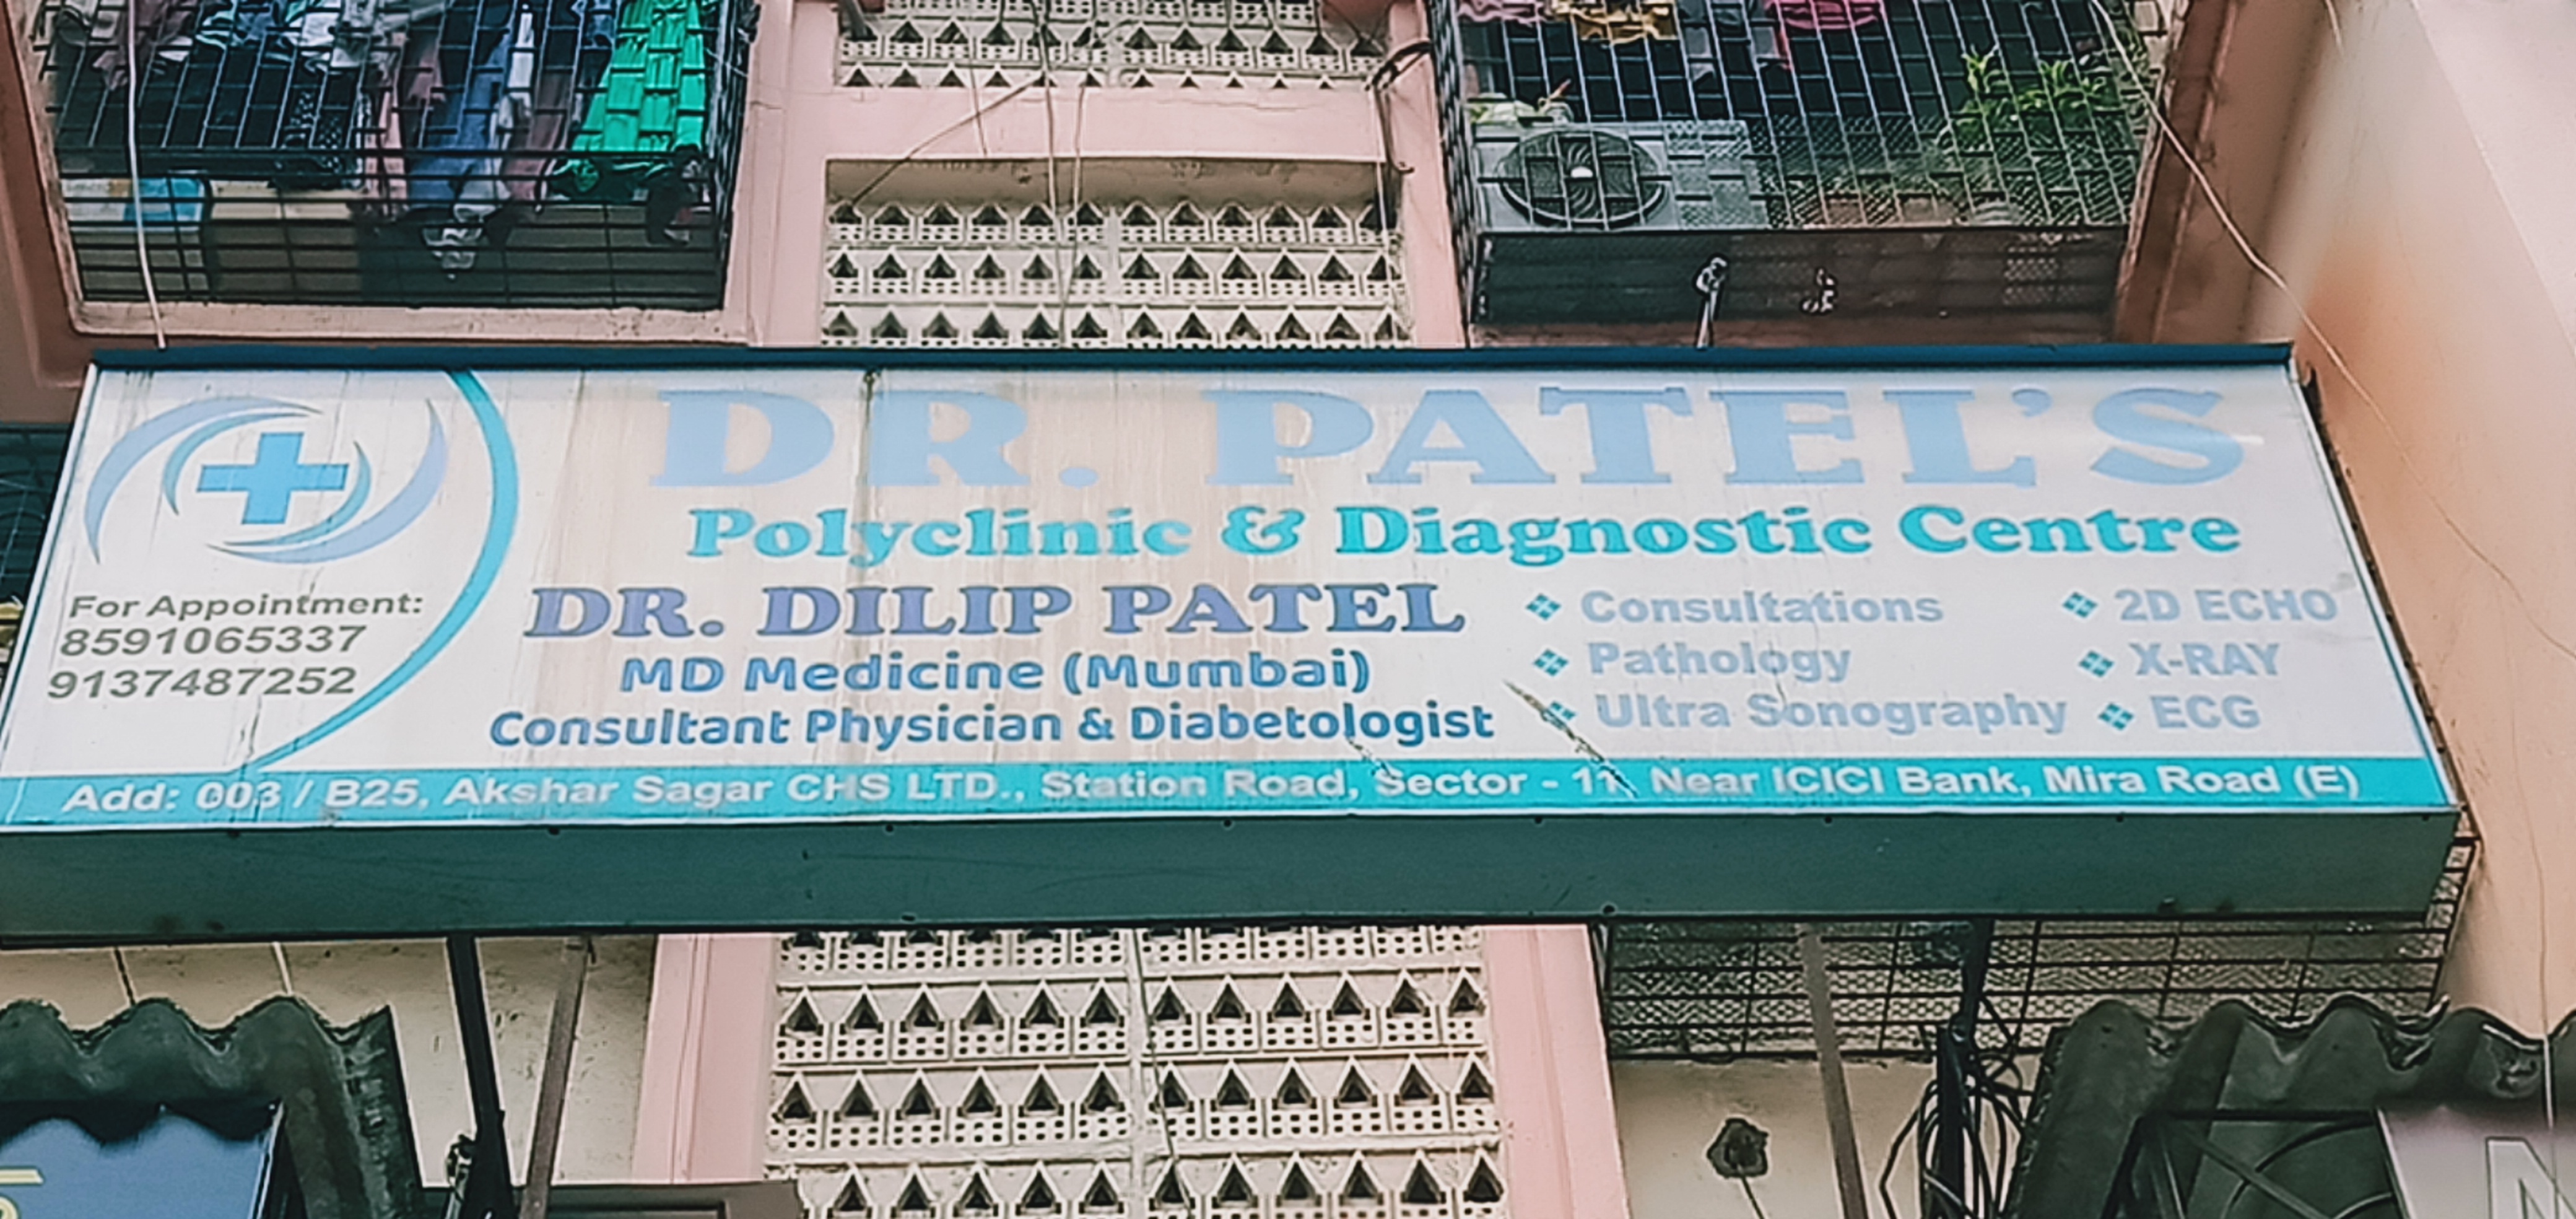 DR. PATEL'S
Polyclinic & Diagnostic Centre
For Appointment:
8591065337
9137487252
DR. DILIP PATEL
MD Medicine (Mumbai)
Consultant Physician & Diabetologist
Consultations
Pathology
Ultra Sonography
2D ECHO
X-RAY
ECG
Add: 003 / B25, Akshar Sagar CHS LTD., Station Road, Sector - 11, Near ICICI Bank, Mira Road (E)